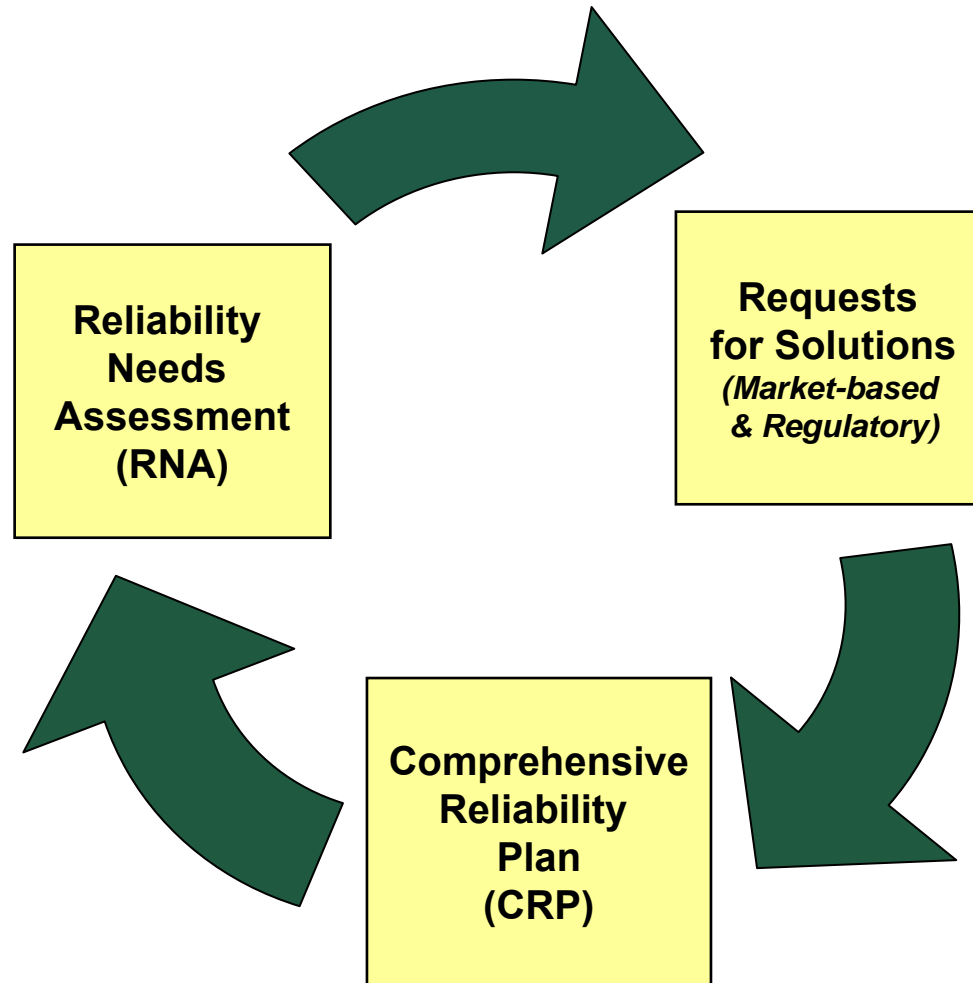 Reliability
Needs
Assessment
(RNA)
Requests
for Solutions
(Market-based
& Regulatory)
Comprehensive
Reliability
Plan
(CRP)